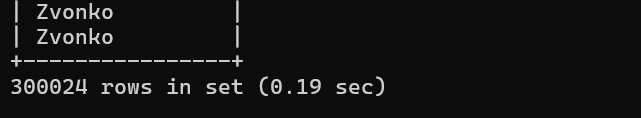 | Zvonko         |
| Zvonko         |
+----------------+
300024 rows in set (0.19 sec)